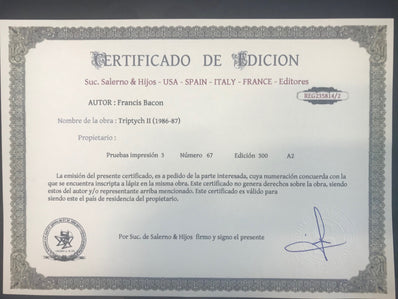 CERTIFICADO DE EDICION
Suc. Salerno & Hijos - USA - SPAIN - ITALY - FRANCE - Editores
REG235814/2
AUTOR : Francis Bacon
Nombre de la obra : Triptych II (1986-87)
Propietario :
Pruebas impresión 3 Número 67 Edición 500 A2
La emisión del presente certificado, es a pedido de la parte interesada, cuya numeración concuerda con la
que se encuentra inscripta a lápiz en la misma obra. Este certificado no genera derechos sobre la obra, siendo
estos del autor y/o representante arriba mencionado. Este certificado es válido para
siendo este el país de residencia del propietario.
Por Suc. de Salerno & Hijos firmo y signo el presente